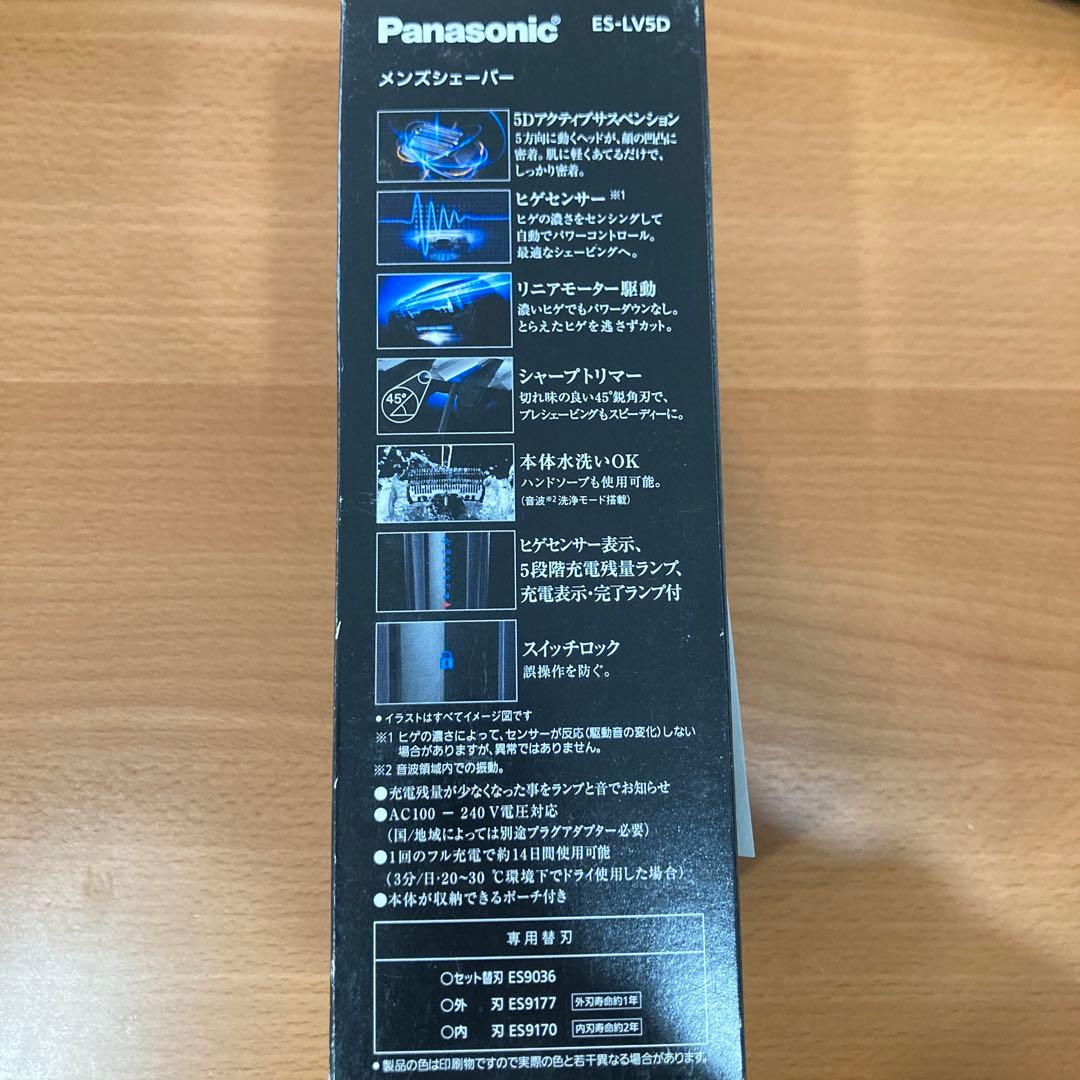 Panasonic® ES-LV5D
メンズシェーバー
5Dアクティブサスペンション
5方向に動くヘッドが、顔の凹凸に
密着。肌に軽くあてるだけで、
しっかり密着。
ヒゲセンサー※1
ヒゲの濃さをセンシングして
自動でパワーコントロール。
最適なシェービングへ。
リニアモーター駆動
濃いヒゲでもパワーダウンなし。
とらえたヒゲを逃さずカット。
45°
シャープトリマー
切れ味の良い45°鋭角刃で、
プレシェービングもスピーディーに。
本体水洗いOK
ハンドソープも使用可能。
(音波※2洗浄モード搭載)
ヒゲセンサー表示、
5段階充電残量ランプ、
充電表示・完了ランプ付
スイッチロック
誤操作を防ぐ。
●イラストはすべてイメージ図です
※1 ヒゲの濃さによって、センサーが反応(駆動音の変化)しない
場合がありますが、異常ではありません。
※2 音波領域内での振動。
●充電残量が少なくなった事をランプと音でお知らせ
●AC100 − 240 V電圧対応
(国/地域によっては別途プラグアダプター必要)
●1回のフル充電で約14日間使用可能
(3分/日・20~30 ℃環境下でドライ使用した場合)
●本体が収納できるポーチ付き
専用替刃
○セット替刃 ES9036
○外 刃 ES9177 外刃寿命約1年
○内 刃 ES9170 内刃寿命約2年
●製品の色は印刷物ですので実際の色と若干異なる場合があります。